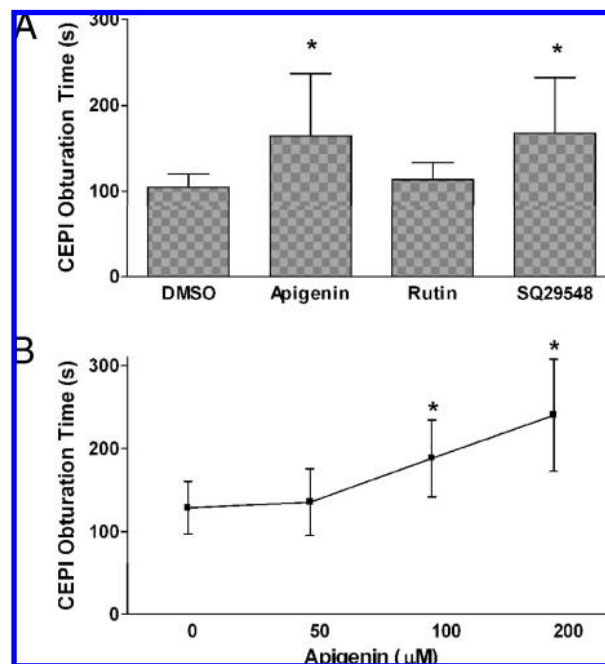 A
CEPI Obturation Time (s)
300
200
100
0
* *
DMSO Apigenin Rutin SQ29548
B
CEPI Obturation Time (s)
300
200
100
0
* *
0 50 100 200
Apigenin (μM)